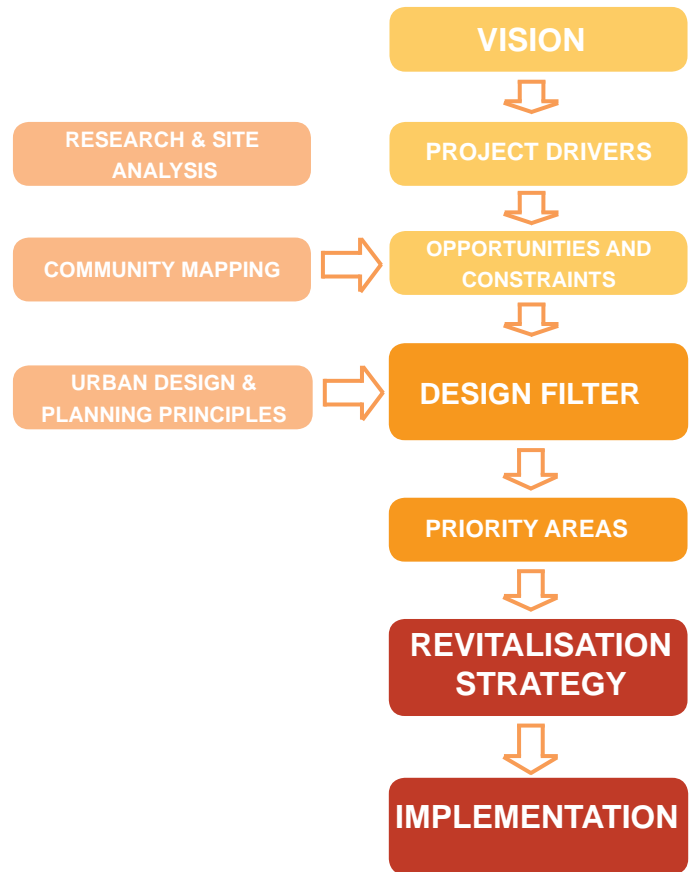 VISION
RESEARCH & SITE
ANALYSIS
PROJECT DRIVERS
COMMUNITY MAPPING
OPPORTUNITIES AND
CONSTRAINTS
URBAN DESIGN &
PLANNING PRINCIPLES
DESIGN FILTER
PRIORITY AREAS
REVITALISATION
STRATEGY
IMPLEMENTATION